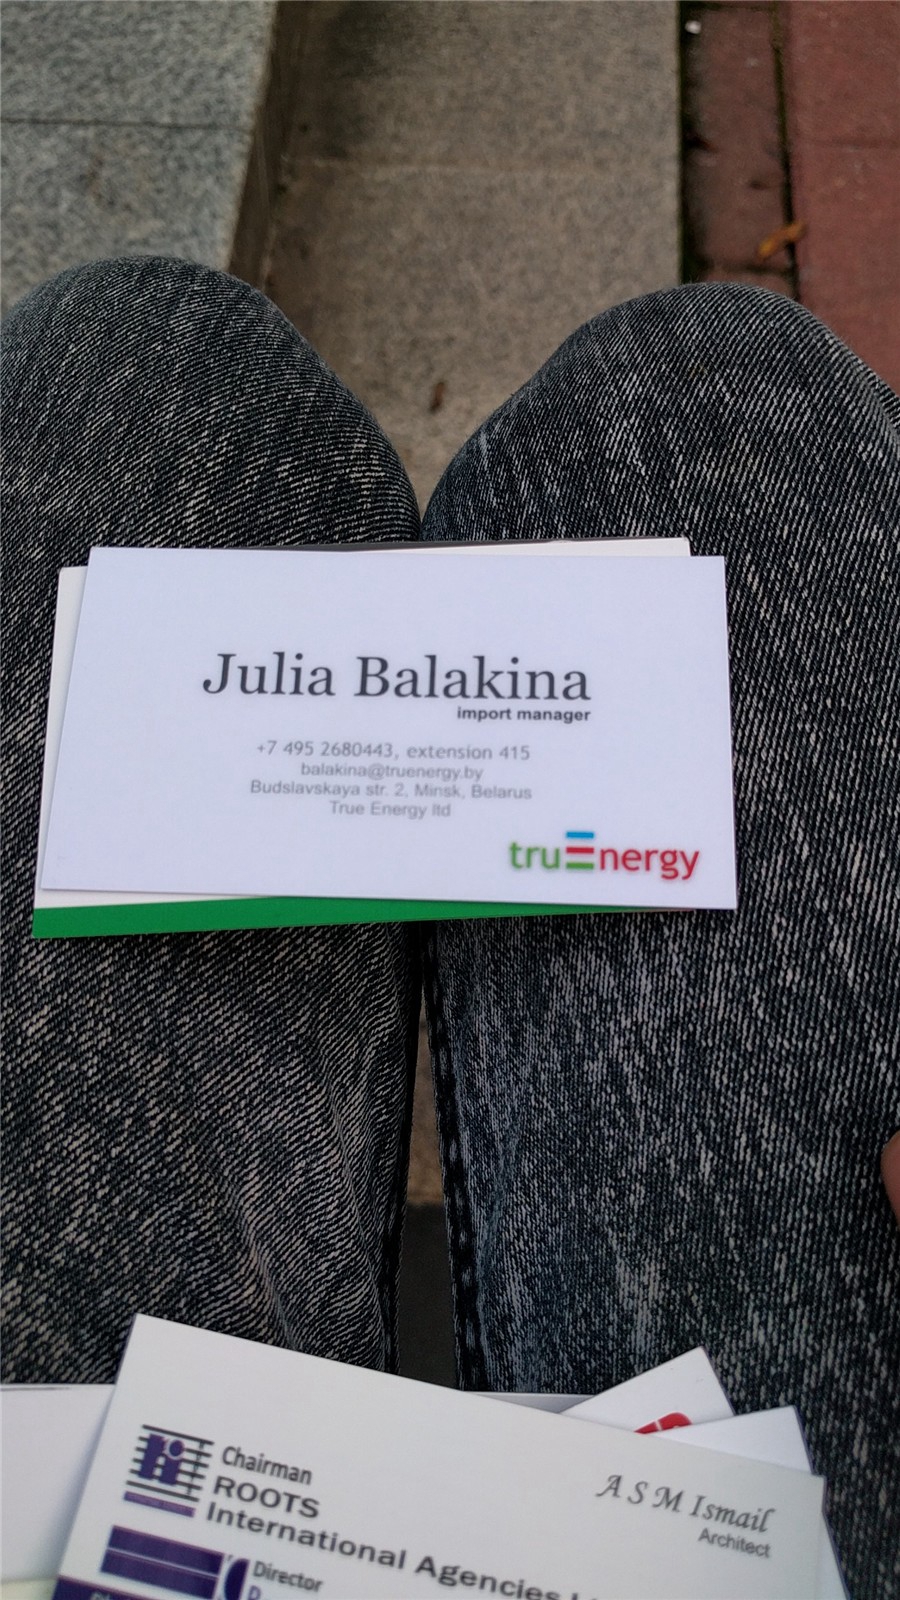 Julia Balakina
import manager
+7 495 2680443, extension 415
balakina@truenergy.by
Budslavskaya str. 2, Minsk, Belarus
True Energy ltd
truEnergy
Chairman
ROOTS
International Agencies
A S M Ismail
Architect
Director